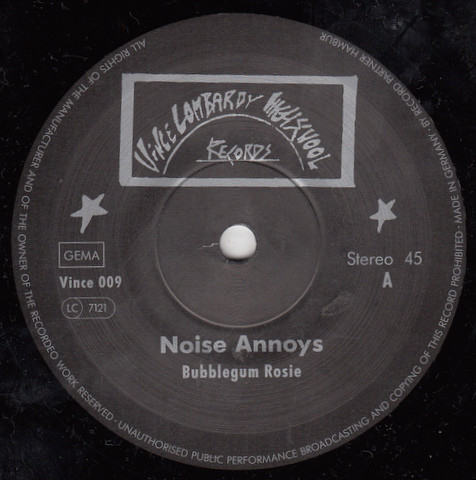 VINCE LOMBARDY HIGHSCHOOL
RECORDS
GEMA
Vince 009
LC 7121
Stereo 45
A
Noise Annoys
Bubblegum Rosie
ALL RIGHTS OF THE MANUFACTURER AND OF THE OWNER OF THE RECORDEO WORK RESERVED · UNAUTHORISED PUBLIC PERFORMANCE BROADCASTING AND COPYING OF THIS RECORD PROHIBITED · MADE IN GERMANY · BY RECORD PARTNER HAMBUR